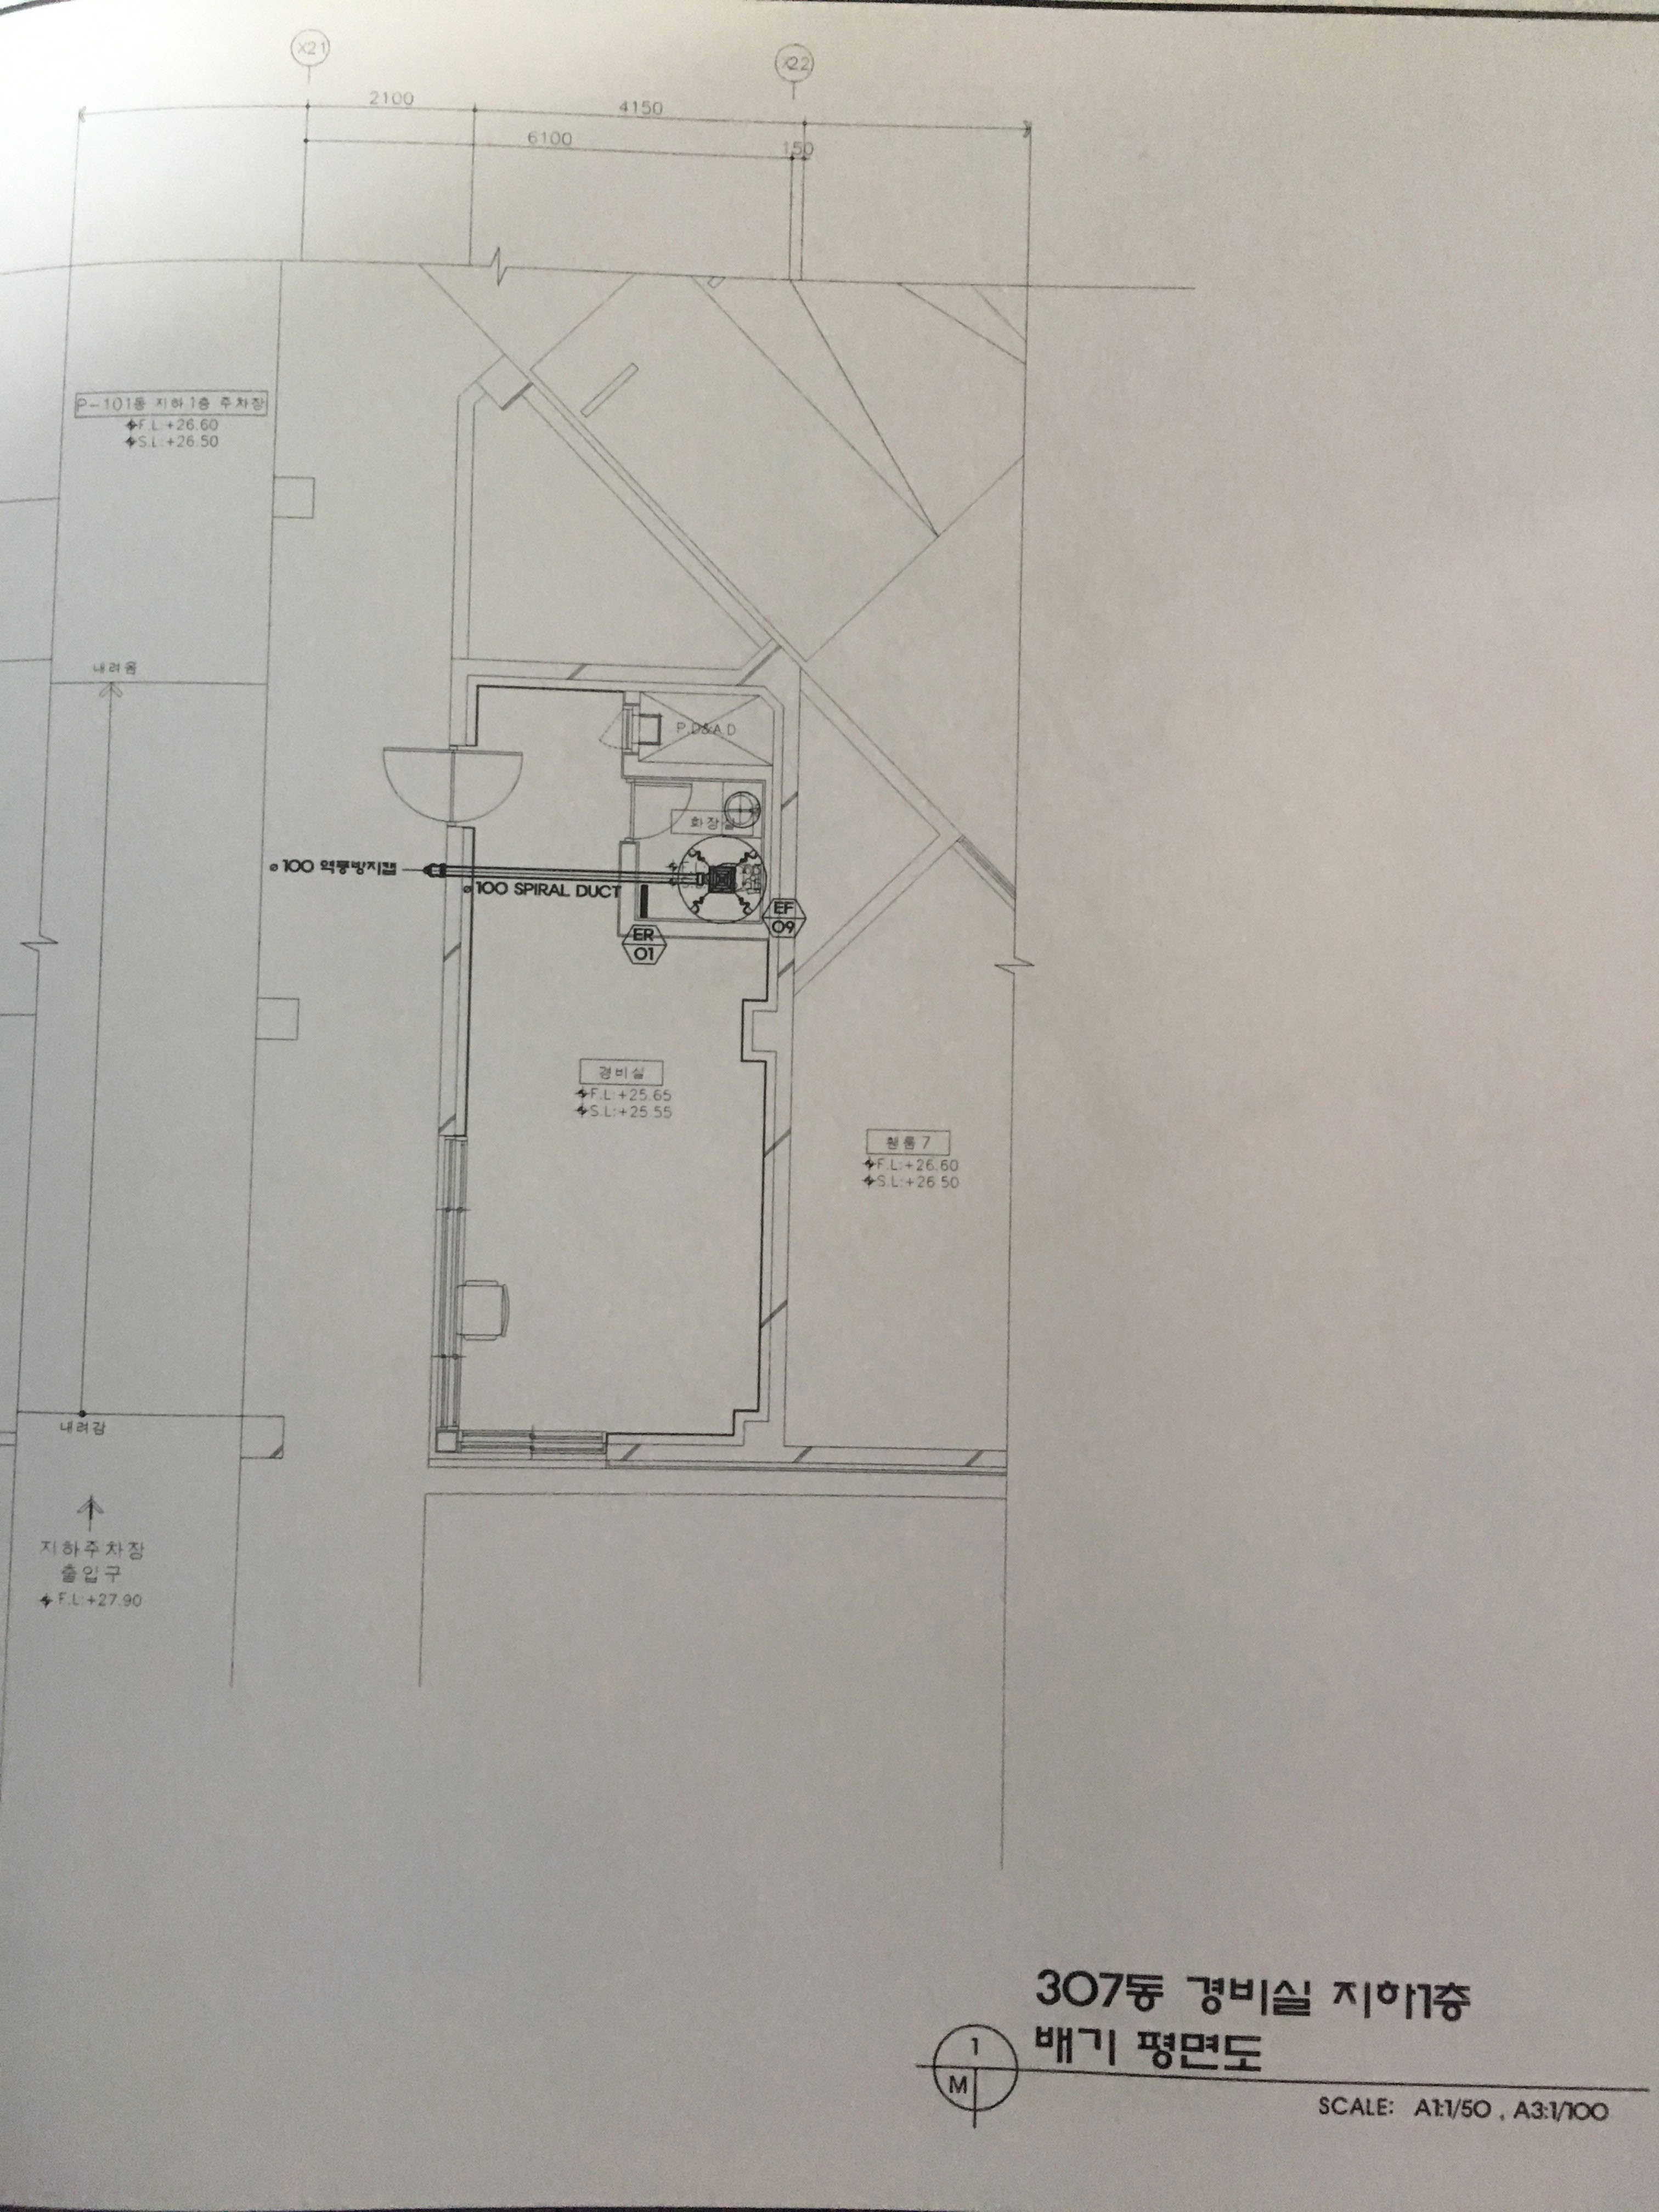 X21
X22
2100
4150
6100
150
P-101동 지하1층 주차장
F.L:+26.60
S.L:+26.50
내려옴
P.D&A.D
화장실
ø100 역풍방지캡
ø100 SPIRAL DUCT
EF
09
ER
01
경비실
F.L:+25.65
S.L:+25.55
휀룸7
F.L:+26.60
S.L:+26.50
내려감
지하주차장
출입구
F.L:+27.90
307동 경비실 지하1층
배기 평면도
1
M
SCALE: A1:1/50 , A3:1/100